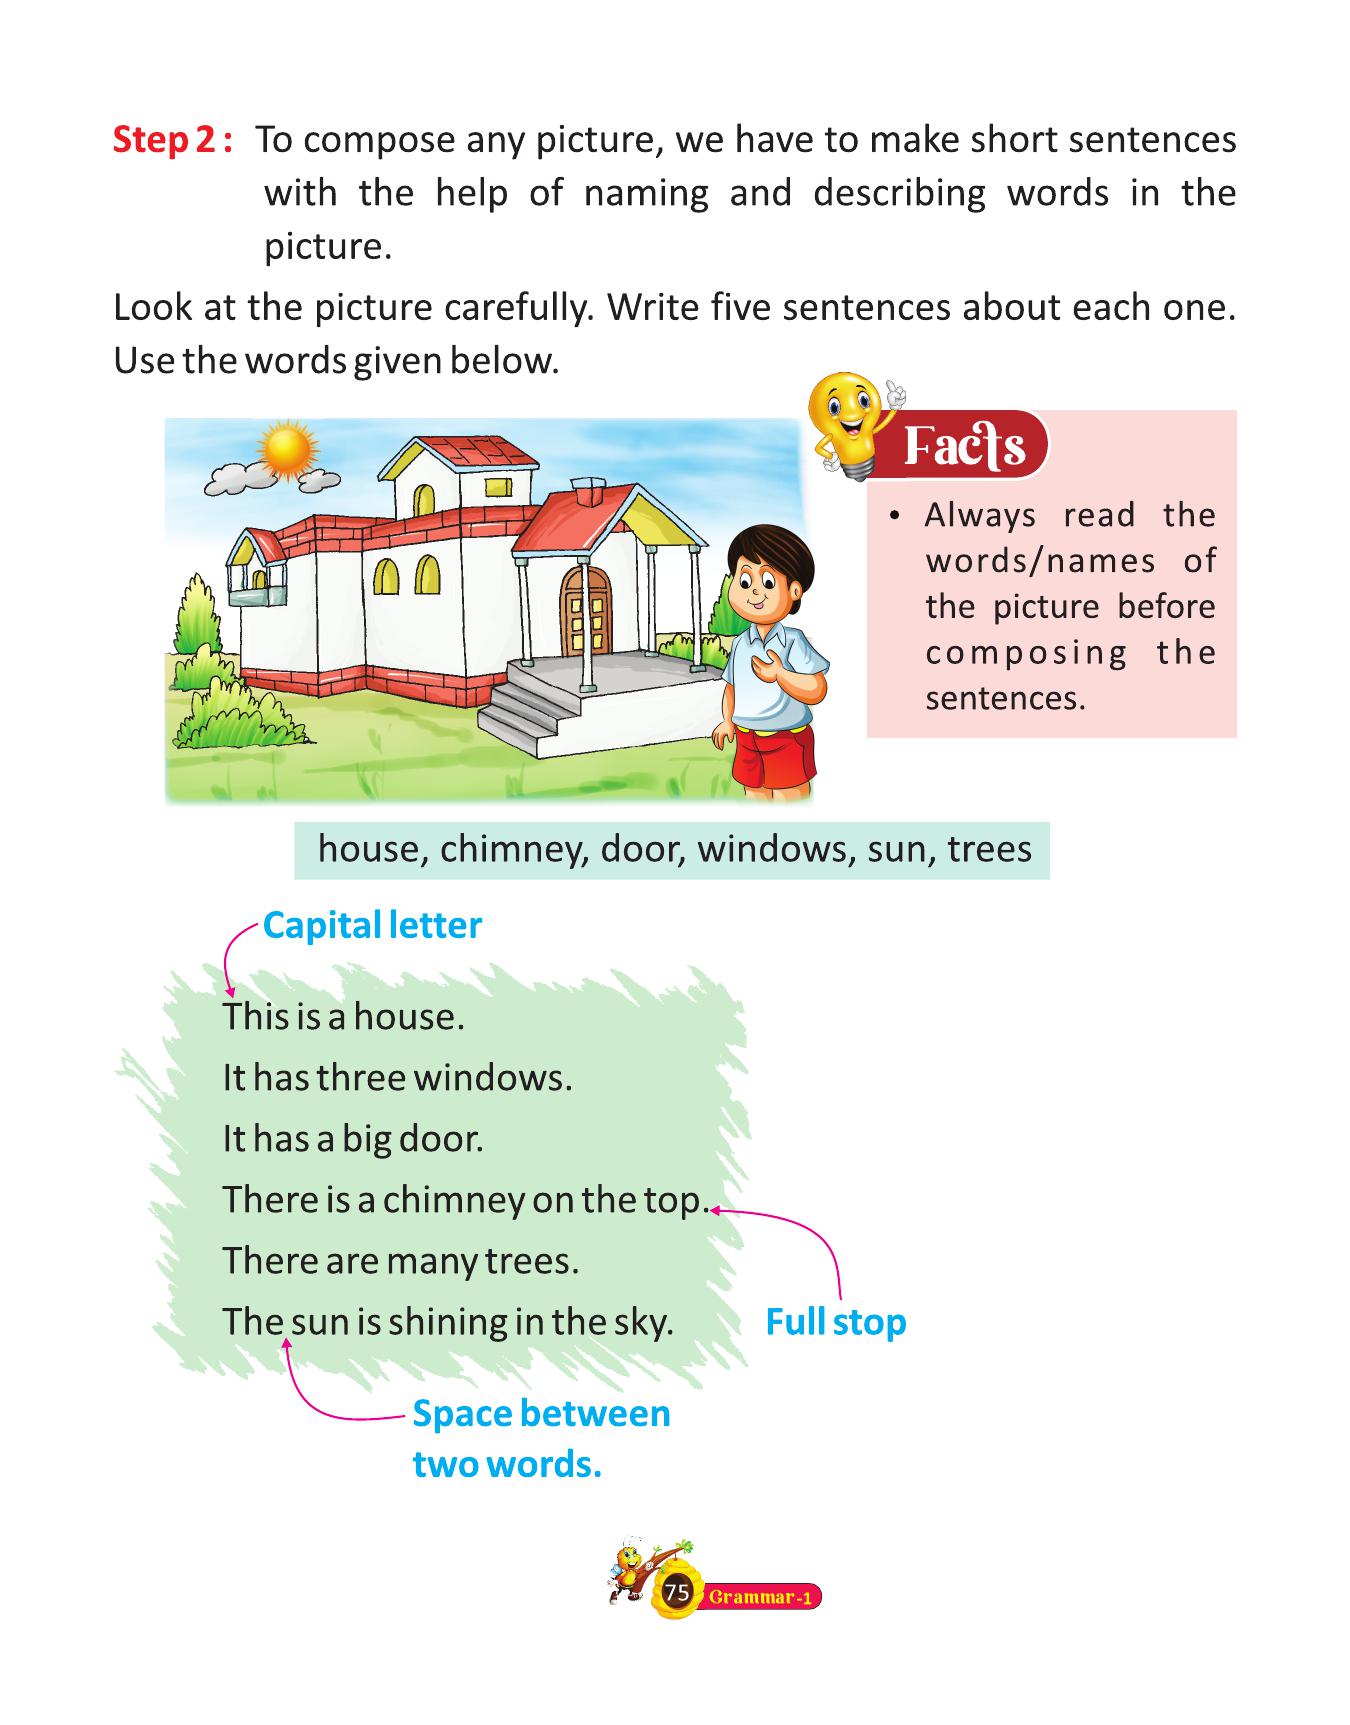 Step 2 : To compose any picture, we have to make short sentences
with the help of naming and describing words in the
picture.
Look at the picture carefully. Write five sentences about each one.
Use the words given below.
Facts
• Always read the
words/names of
the picture before
composing the
sentences.
house, chimney, door, windows, sun, trees
Capital letter
This is a house.
It has three windows.
It has a big door.
There is a chimney on the top.
There are many trees.
The sun is shining in the sky.
Full stop
Space between
two words.
75 Grammar-1